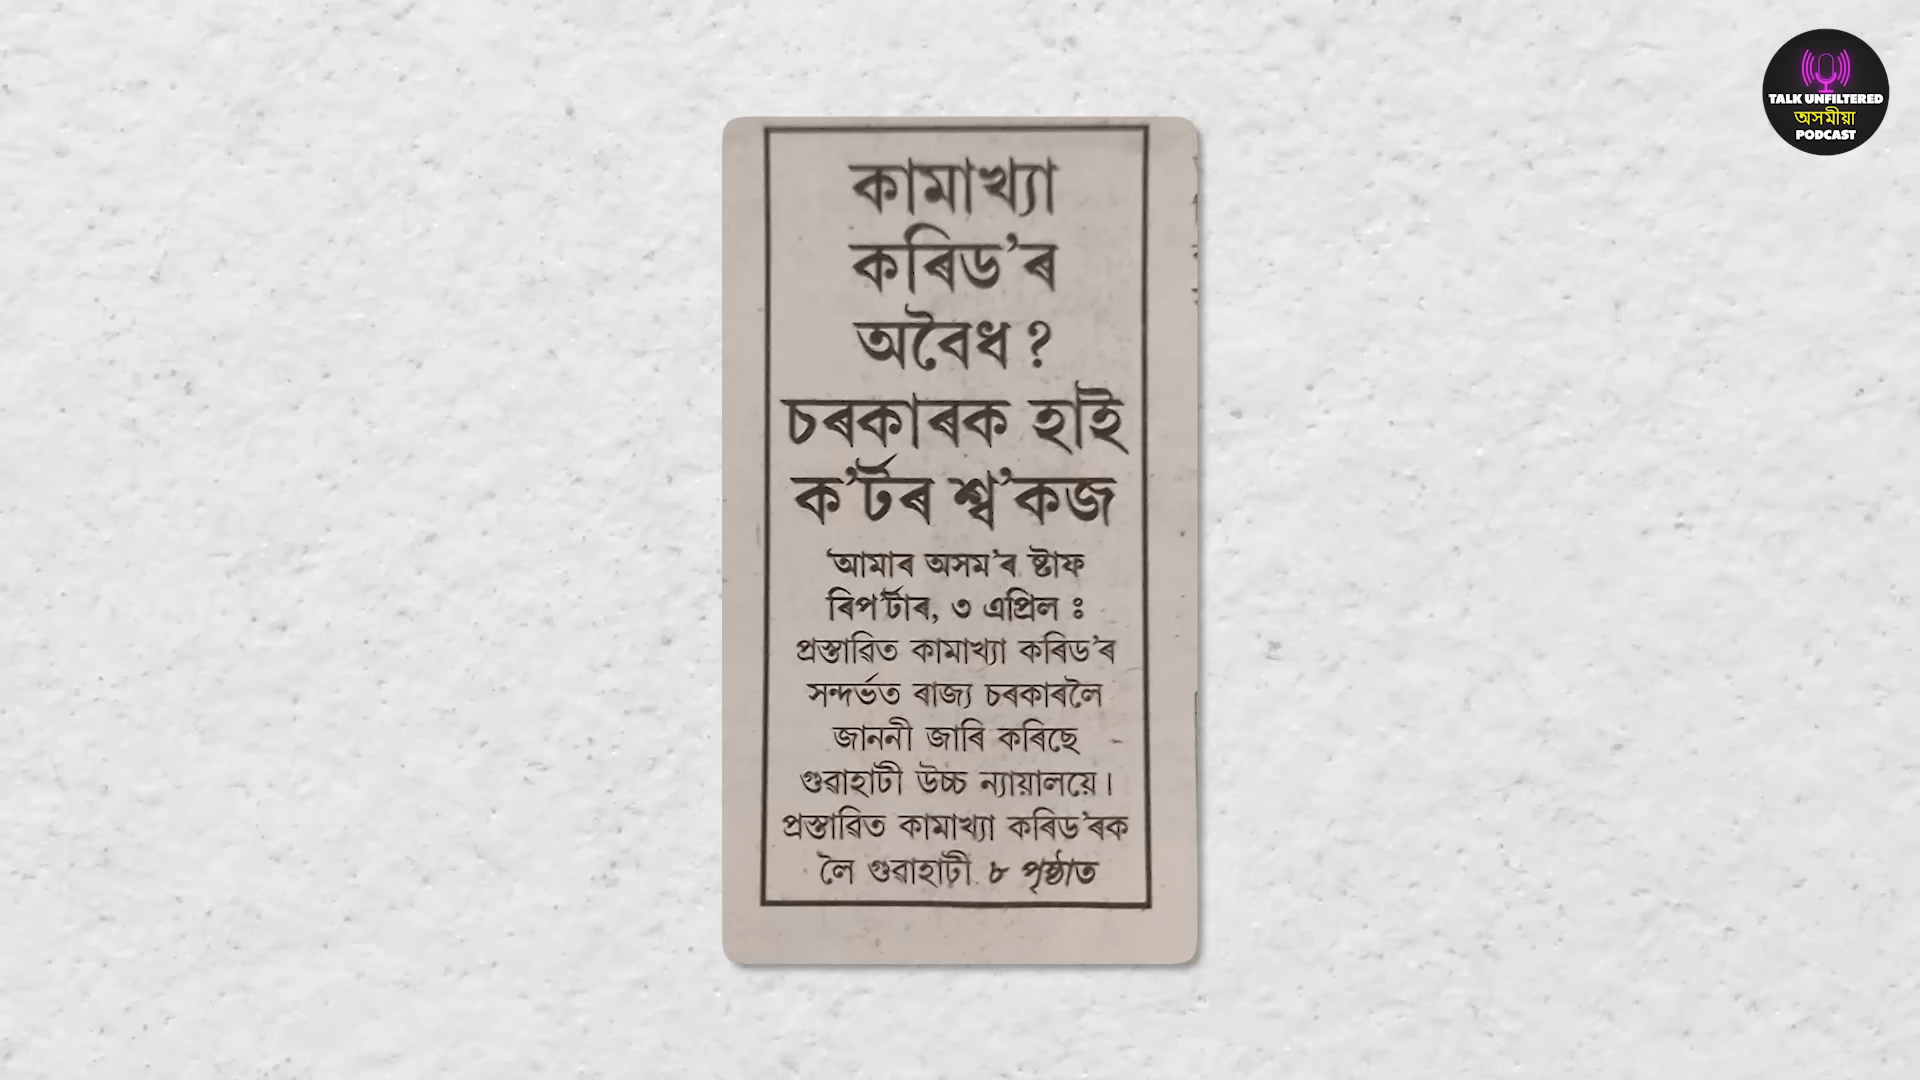 কামাখ্যা
কৰিড'ৰ
অবৈধ ?
চৰকাৰক হাই
ক'ৰ্টৰ শ্ব'কজ
'আমাৰ অসম'ৰ ষ্টাফ
ৰিপ'ৰ্টাৰ, ৩ এপ্ৰিল ঃ
প্ৰস্তাৱিত কামাখ্যা কৰিড'ৰ
সন্দৰ্ভত ৰাজ্য চৰকাৰলৈ
জাননী জাৰি কৰিছে
গুৱাহাটী উচ্চ ন্যায়ালয়ে।
প্ৰস্তাৱিত কামাখ্যা কৰিড'ৰক
লৈ গুৱাহাটী ৮ পৃষ্ঠাত
TALK UNFILTERED
অসমীয়া
PODCAST